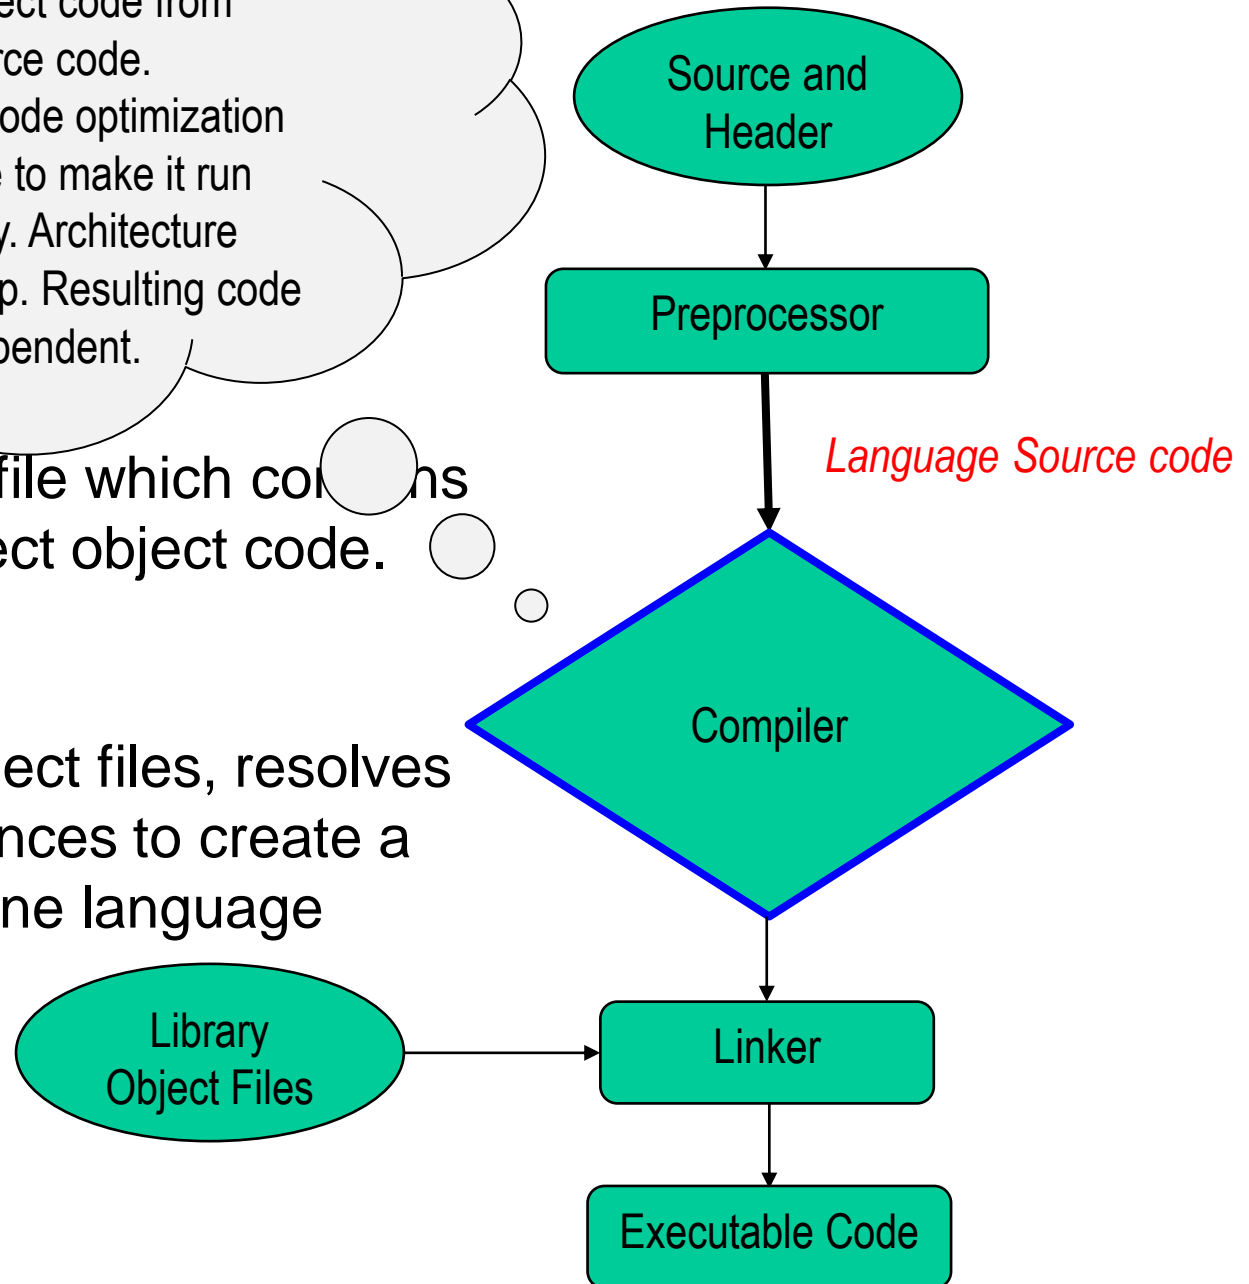 ect code from
rce code.
ode optimization
e to make it run
y. Architecture
p. Resulting code
pendent.
file which con ns
ect object code.
ect files, resolves
nces to create a
ne language
Source and
Header
Preprocessor
Language Source code
Compiler
Library
Object Files
Linker
Executable Code